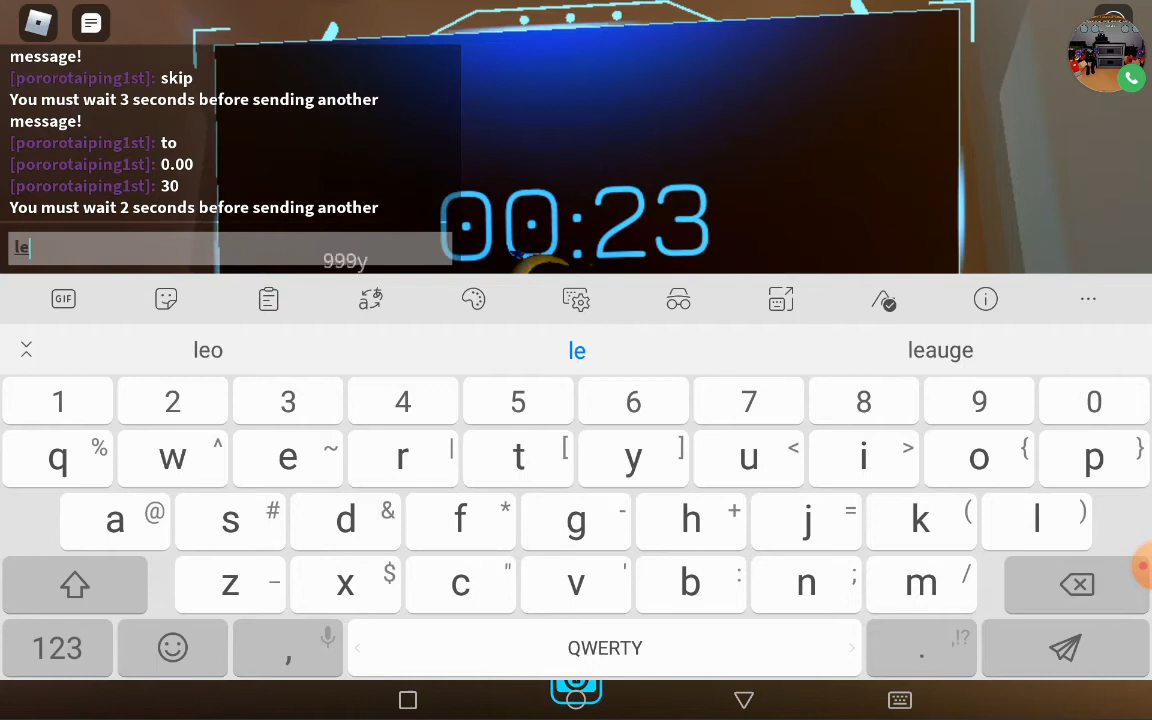 message!
[pororotaiping1st]: skip
You must wait 3 seconds before sending another
message!
[pororotaiping1st]: to
[pororotaiping1st]: 0.00
[pororotaiping1st]: 30
You must wait 2 seconds before sending another
le
999y
00:23
GIF
leo le leauge
1 2 3 4 5 6 7 8 9 0
q % w ^ e ~ r | t [ y ] u < i > o { p }
a @ s # d & f * g - h + j = k ( l )
z _ x $ c " v ' b : n ; m /
123 , QWERTY . ,!?